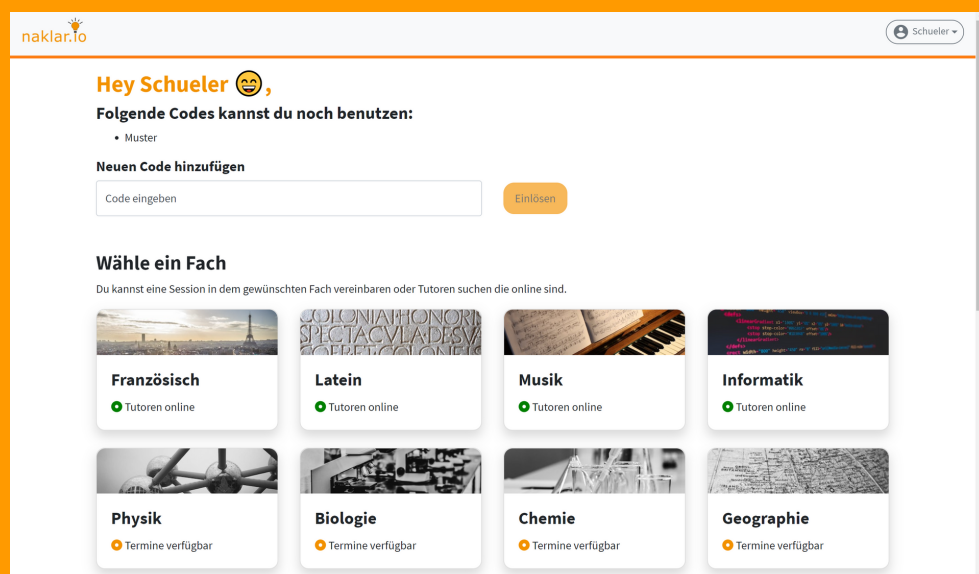 naklar.io
Schueler
Hey Schueler 😄,
Folgende Codes kannst du noch benutzen:
• Muster
Neuen Code hinzufügen
Code eingeben
Einlösen
Wähle ein Fach
Du kannst eine Session in dem gewünschten Fach vereinbaren oder Tutoren suchen die online sind.
COLONIAPHONORI
SPECTACVLADESV
COERETCOLONEI
Französisch
Latein
Musik
Informatik
Tutoren online
Tutoren online
Tutoren online
Tutoren online
Physik
Biologie
Chemie
Geographie
Termine verfügbar
Termine verfügbar
Termine verfügbar
Termine verfügbar